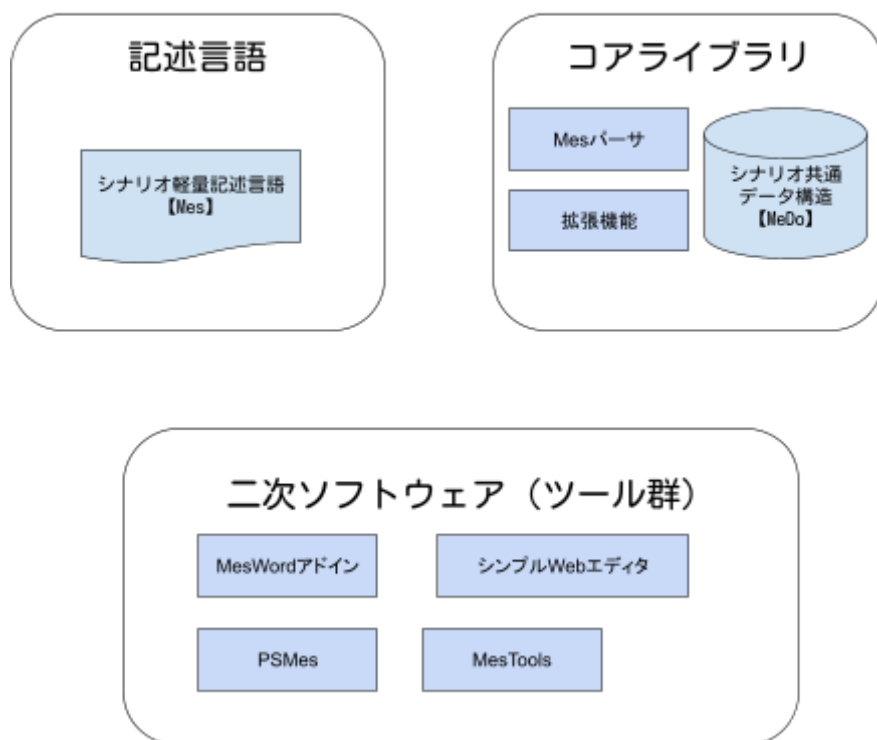 記述言語
シナリオ軽量記述言語
【Mes】
コアライブラリ
Mesパーサ
拡張機能
シナリオ共通
データ構造
【MeDo】
二次ソフトウェア（ツール群）
MesWordアドイン
シンプルWebエディタ
PSMes
MesTools